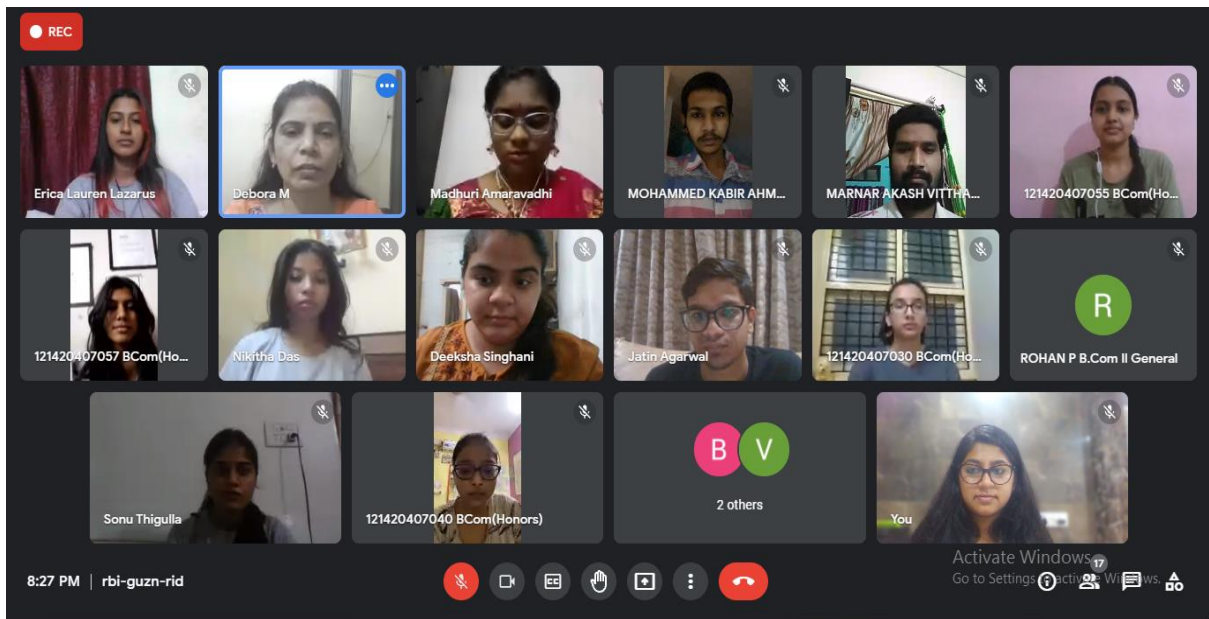 REC
Erica Lauren Lazarus
Debora M
Madhuri Amaravadhi
MOHAMMED KABIR AHM...
MARNAR AKASH VITTHA...
121420407055 BCom(Ho...
121420407057 BCom(Ho...
Nikitha Das
Deeksha Singhani
Jatin Agarwal
121420407030 BCom(Ho...
R
ROHAN P B.Com II General
Sonu Thigulla
121420407040 BCom(Honors)
B V
2 others
You
Activate Windows
Go to Settings to activate Windows.
17
8:27 PM | rbi-guzn-rid
CC